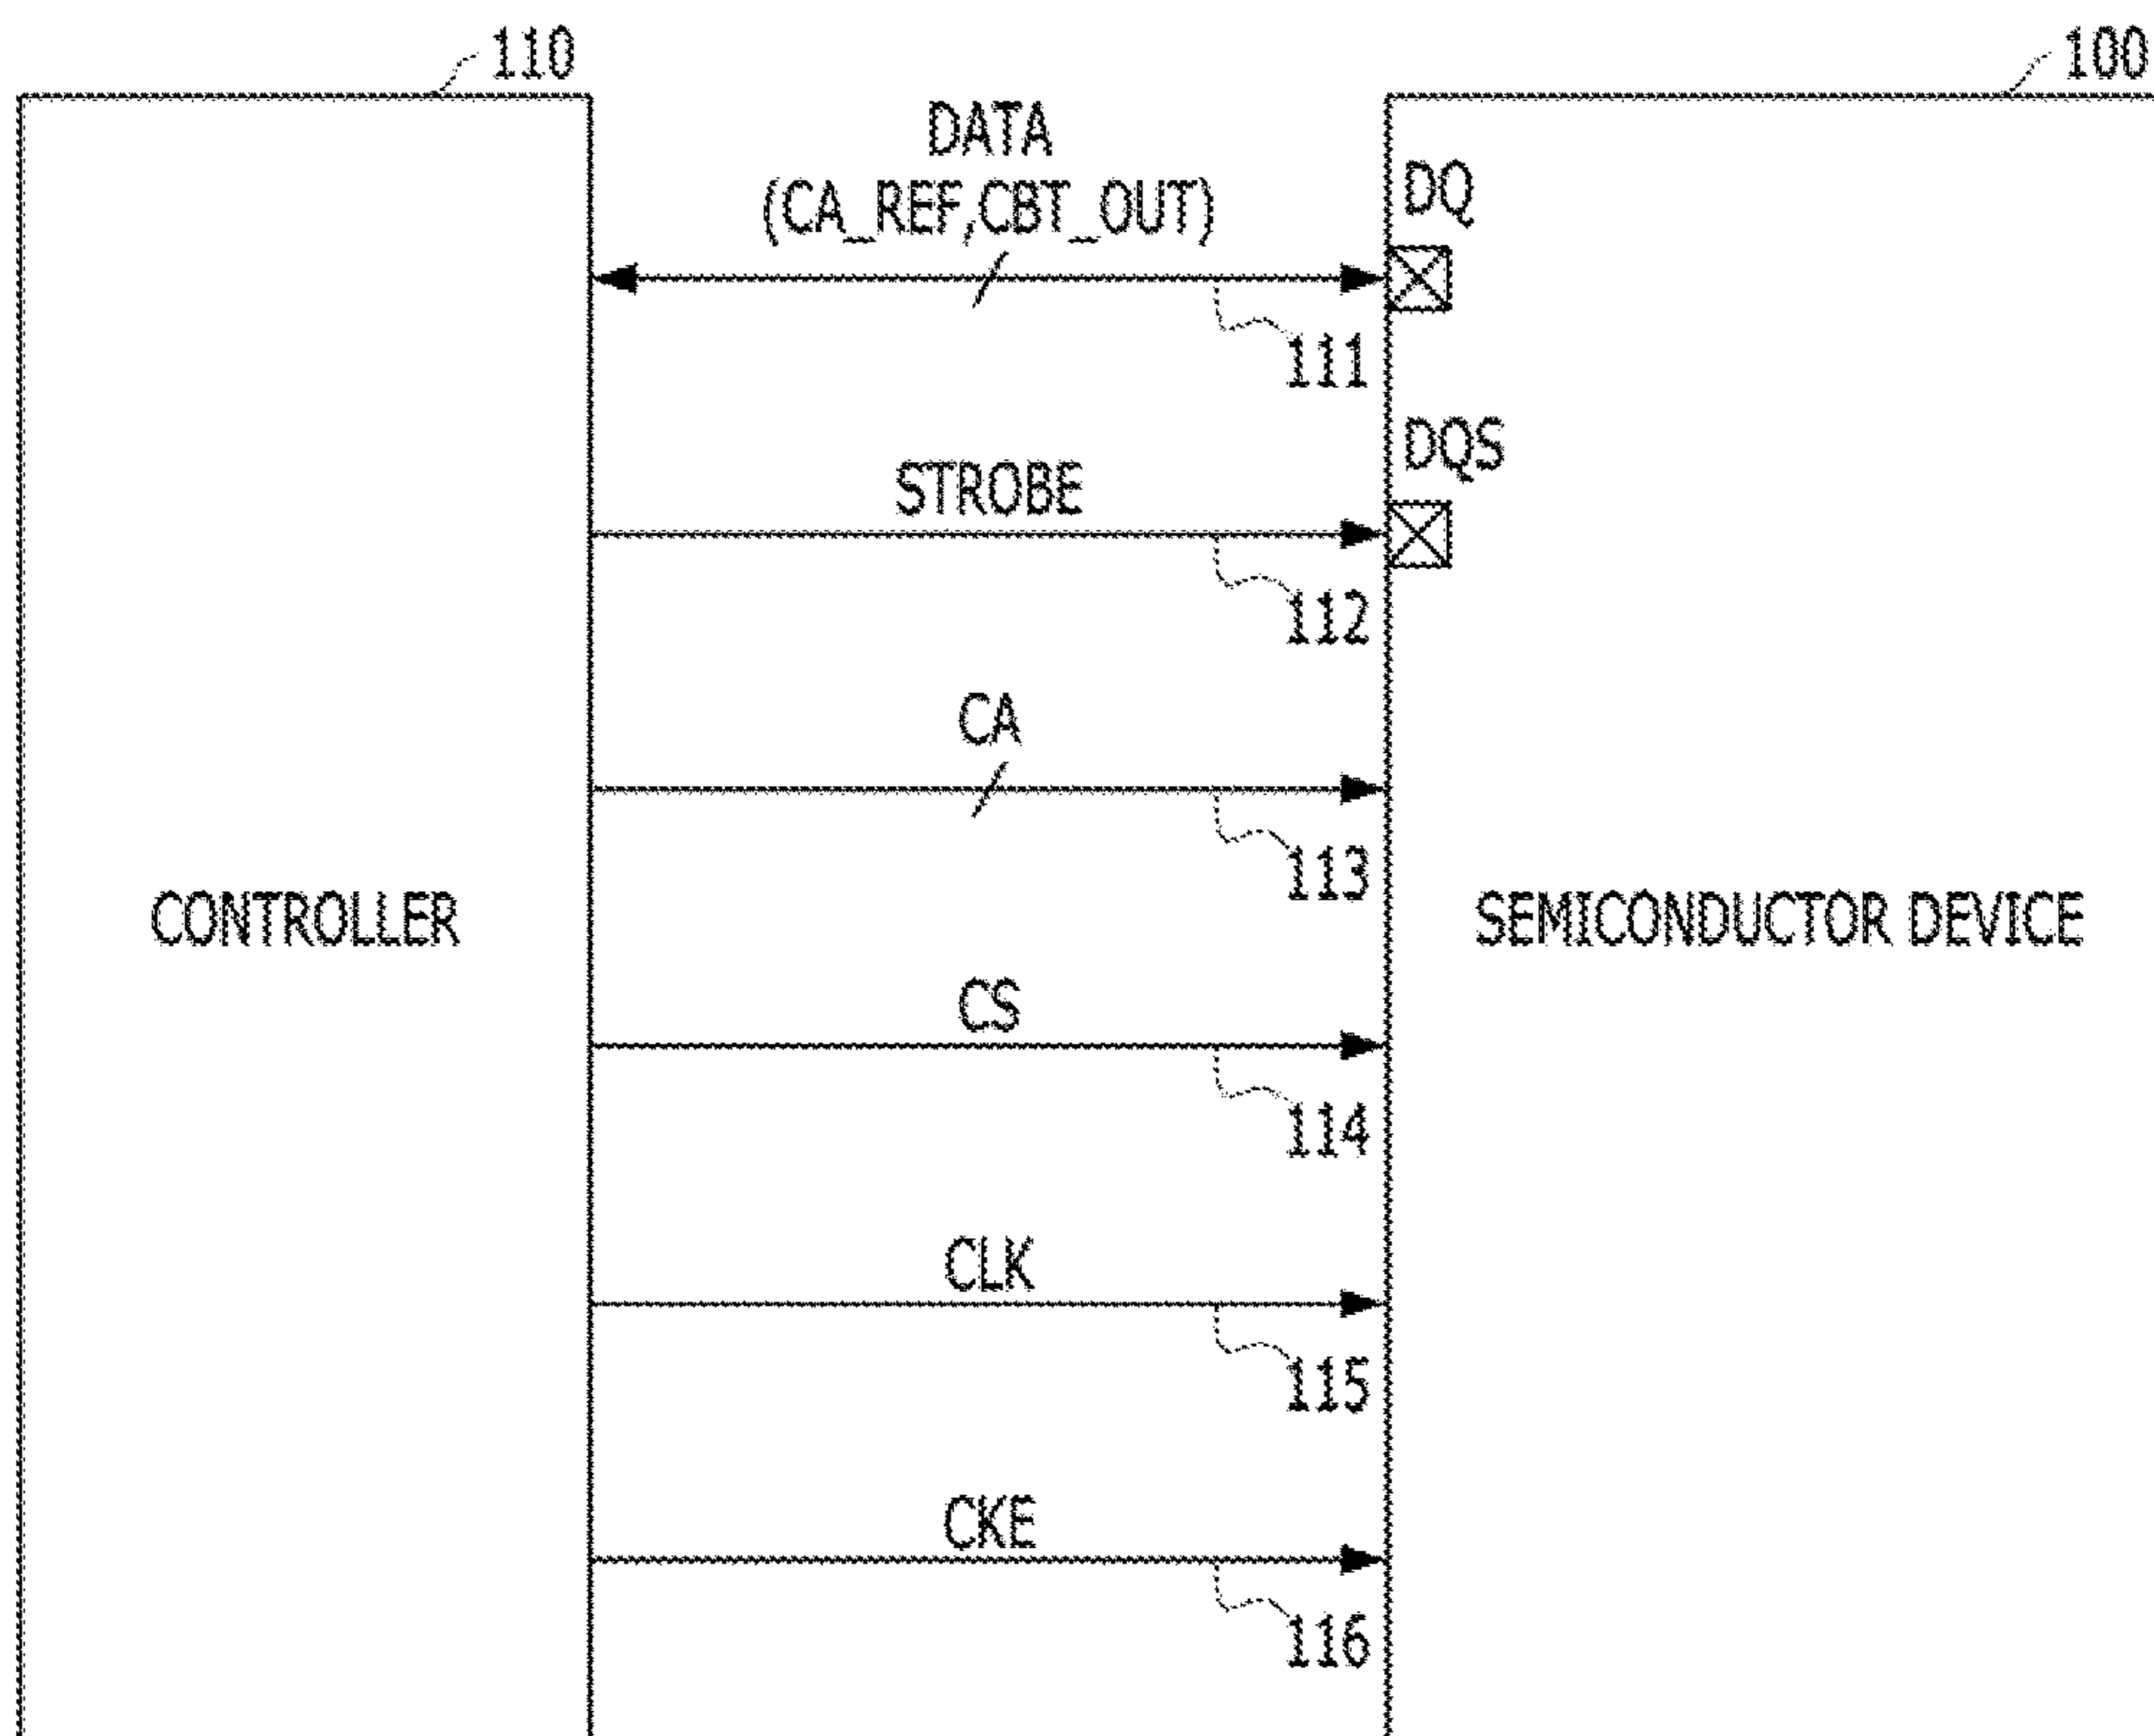 110
100
DATA
(CA_REF,CBT_OUT)
DQ
111
DQS
STROBE
112
CA
113
CONTROLLER
SEMICONDUCTOR DEVICE
CS
114
CLK
115
CKE
116